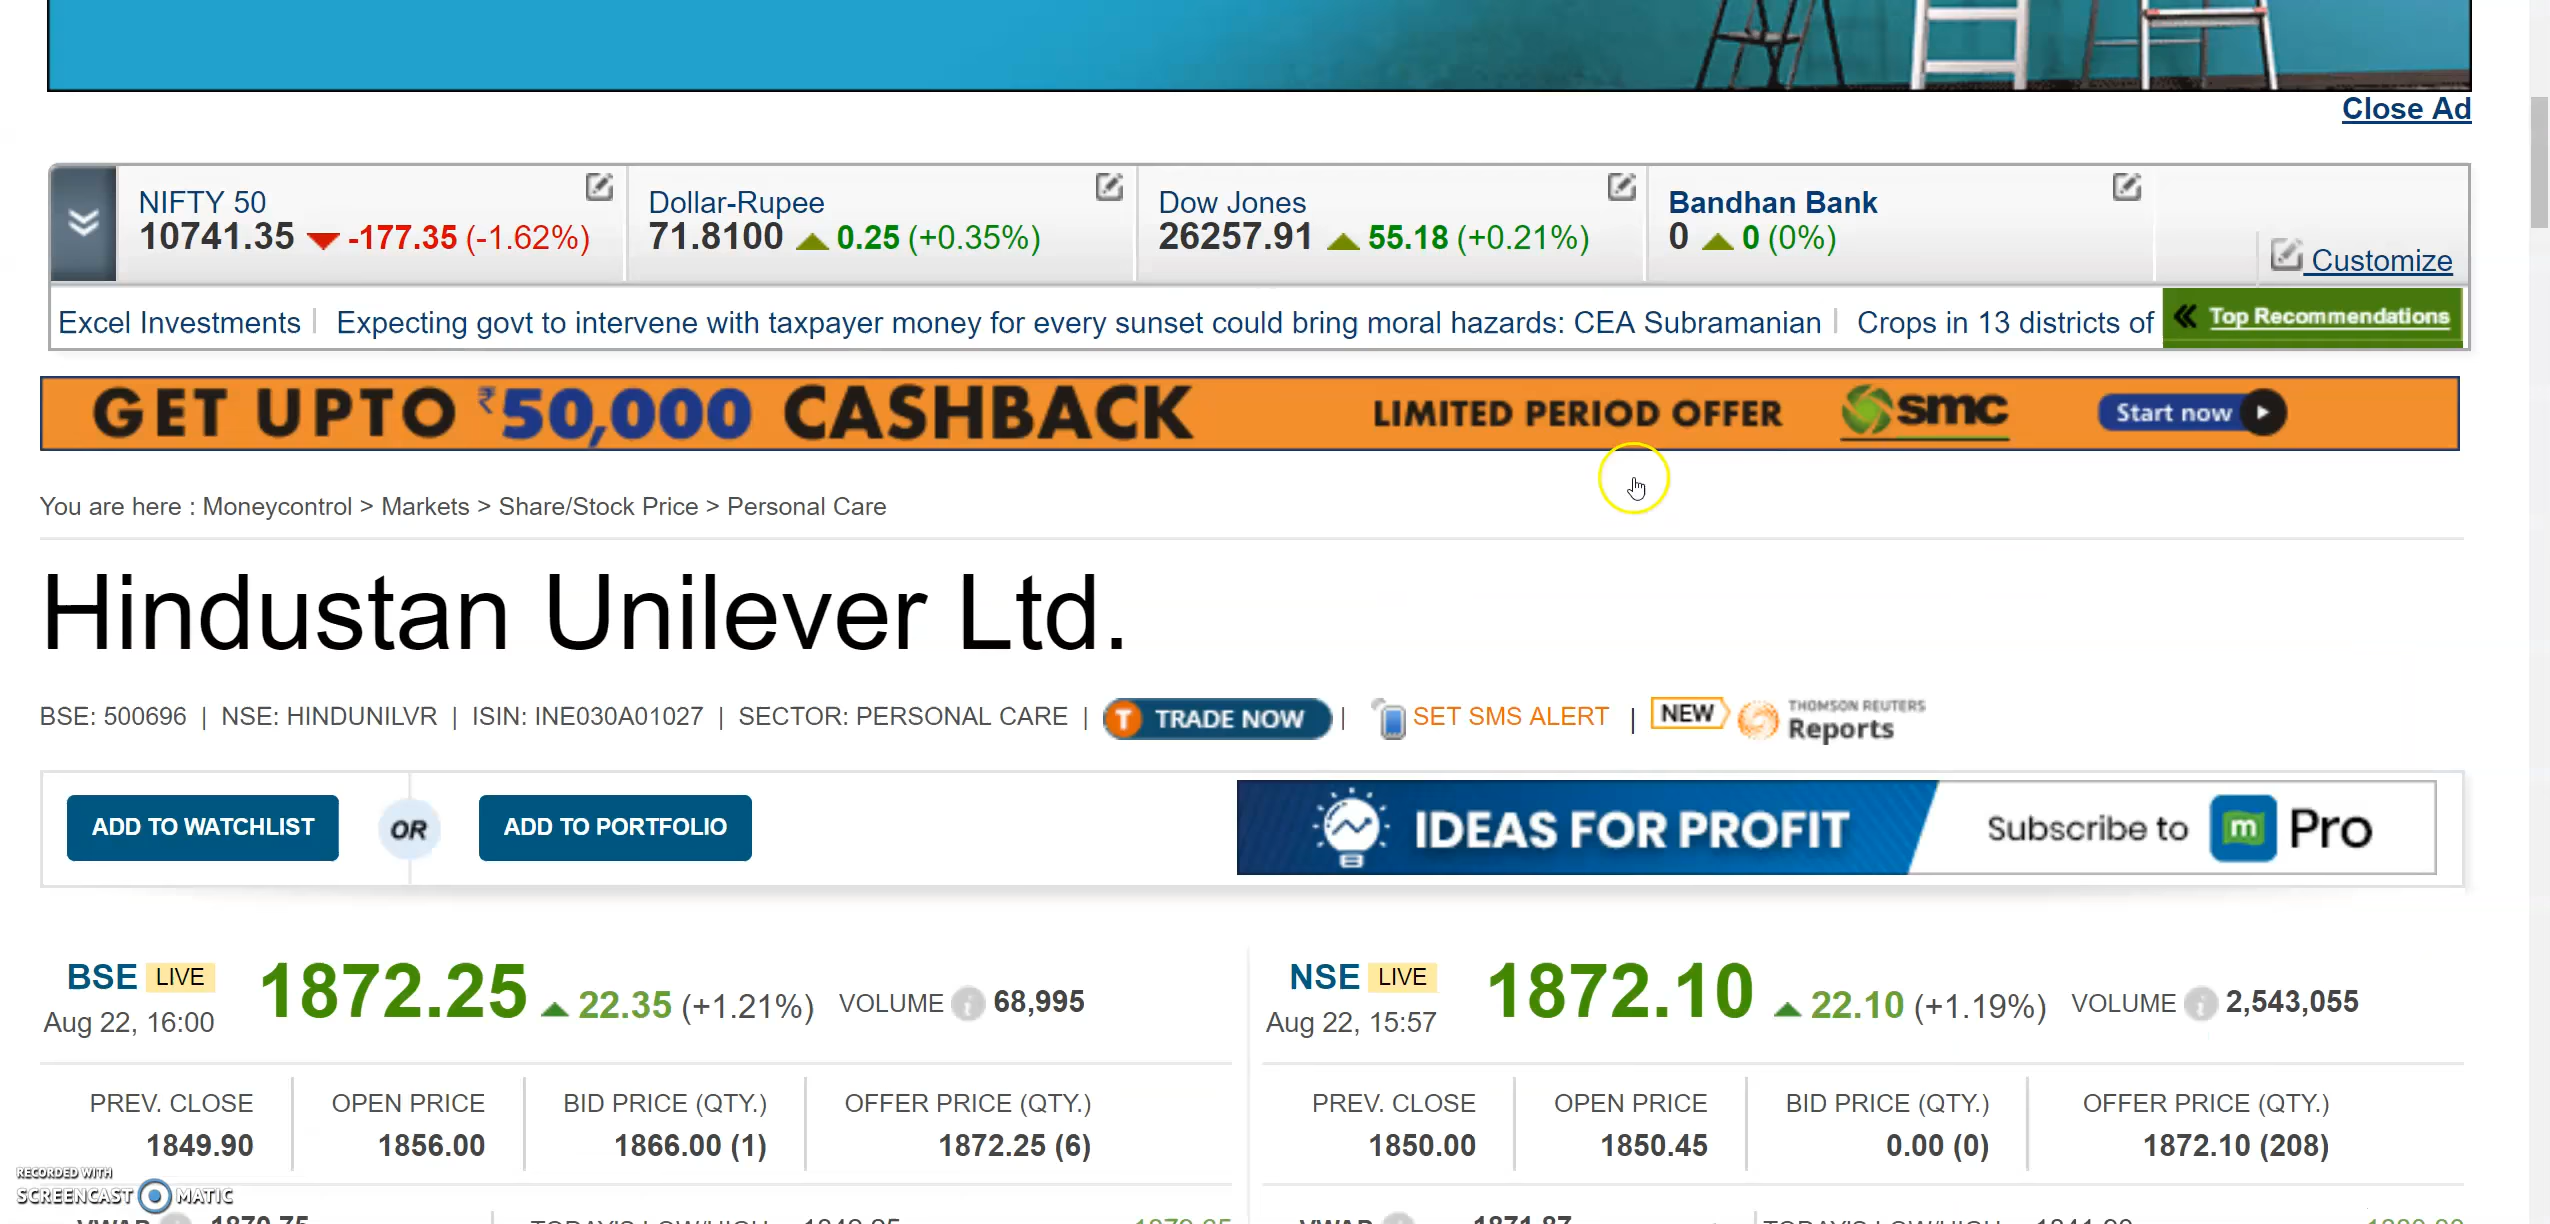 Close Ad
NIFTY 50
10741.35 -177.35 (-1.62%)
Dollar-Rupee
71.8100 0.25 (+0.35%)
Dow Jones
26257.91 55.18 (+0.21%)
Bandhan Bank
0 0 (0%)
Customize
Excel Investments | Expecting govt to intervene with taxpayer money for every sunset could bring moral hazards: CEA Subramanian | Crops in 13 districts of
Top Recommendations
GET UPTO ₹50,000 CASHBACK LIMITED PERIOD OFFER smc Start now
You are here : Moneycontrol > Markets > Share/Stock Price > Personal Care
Hindustan Unilever Ltd.
BSE: 500696 | NSE: HINDUNILVR | ISIN: INE030A01027 | SECTOR: PERSONAL CARE | T TRADE NOW | SET SMS ALERT | NEW THOMSON REUTERS Reports
ADD TO WATCHLIST OR ADD TO PORTFOLIO
IDEAS FOR PROFIT Subscribe to m Pro
BSE LIVE 1872.25 22.35 (+1.21%) VOLUME i 68,995
Aug 22, 16:00
NSE LIVE 1872.10 22.10 (+1.19%) VOLUME i 2,543,055
Aug 22, 15:57
PREV. CLOSE OPEN PRICE BID PRICE (QTY.) OFFER PRICE (QTY.)
1849.90 1856.00 1866.00 (1) 1872.25 (6)
PREV. CLOSE OPEN PRICE BID PRICE (QTY.) OFFER PRICE (QTY.)
1850.00 1850.45 0.00 (0) 1872.10 (208)
RECORDED WITH
SCREENCAST MATIC